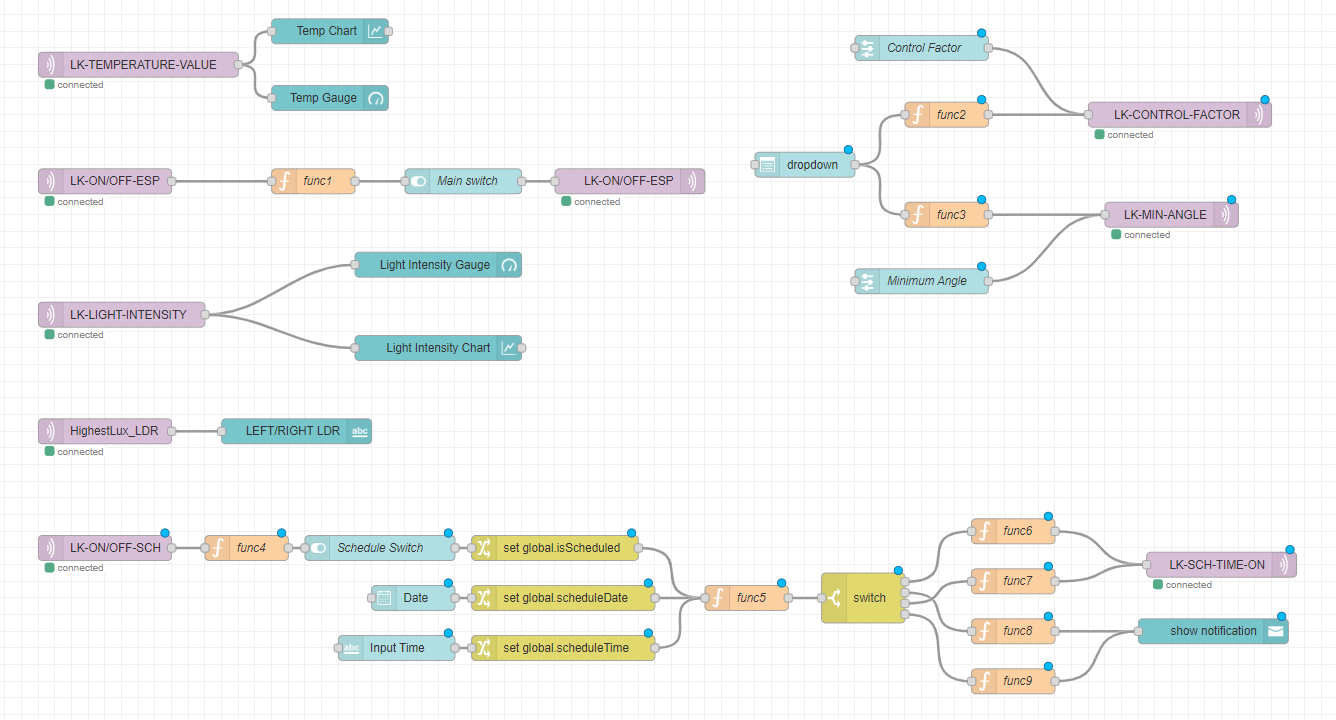 Temp Chart
LK-TEMPERATURE-VALUE
connected
Temp Gauge
LK-ON/OFF-ESP
connected
func1
Main switch
LK-ON/OFF-ESP
connected
Light Intensity Gauge
LK-LIGHT-INTENSITY
connected
Light Intensity Chart
HighestLux_LDR
connected
LEFT/RIGHT LDR
abc
Control Factor
func2
LK-CONTROL-FACTOR
connected
dropdown
func3
LK-MIN-ANGLE
connected
Minimum Angle
LK-ON/OFF-SCH
connected
func4
Schedule Switch
set global.isScheduled
Date
set global.scheduleDate
abc
Input Time
set global.scheduleTime
func5
switch
func6
func7
func8
func9
LK-SCH-TIME-ON
connected
show notification